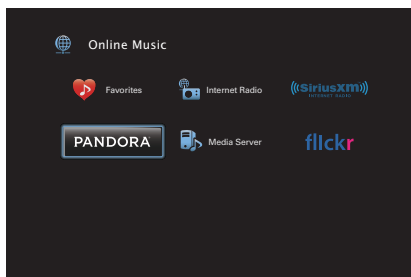 Online Music
Favorites
Internet Radio
((SiriusXM))
INTERNET RADIO
PANDORA
Media Server
flickr